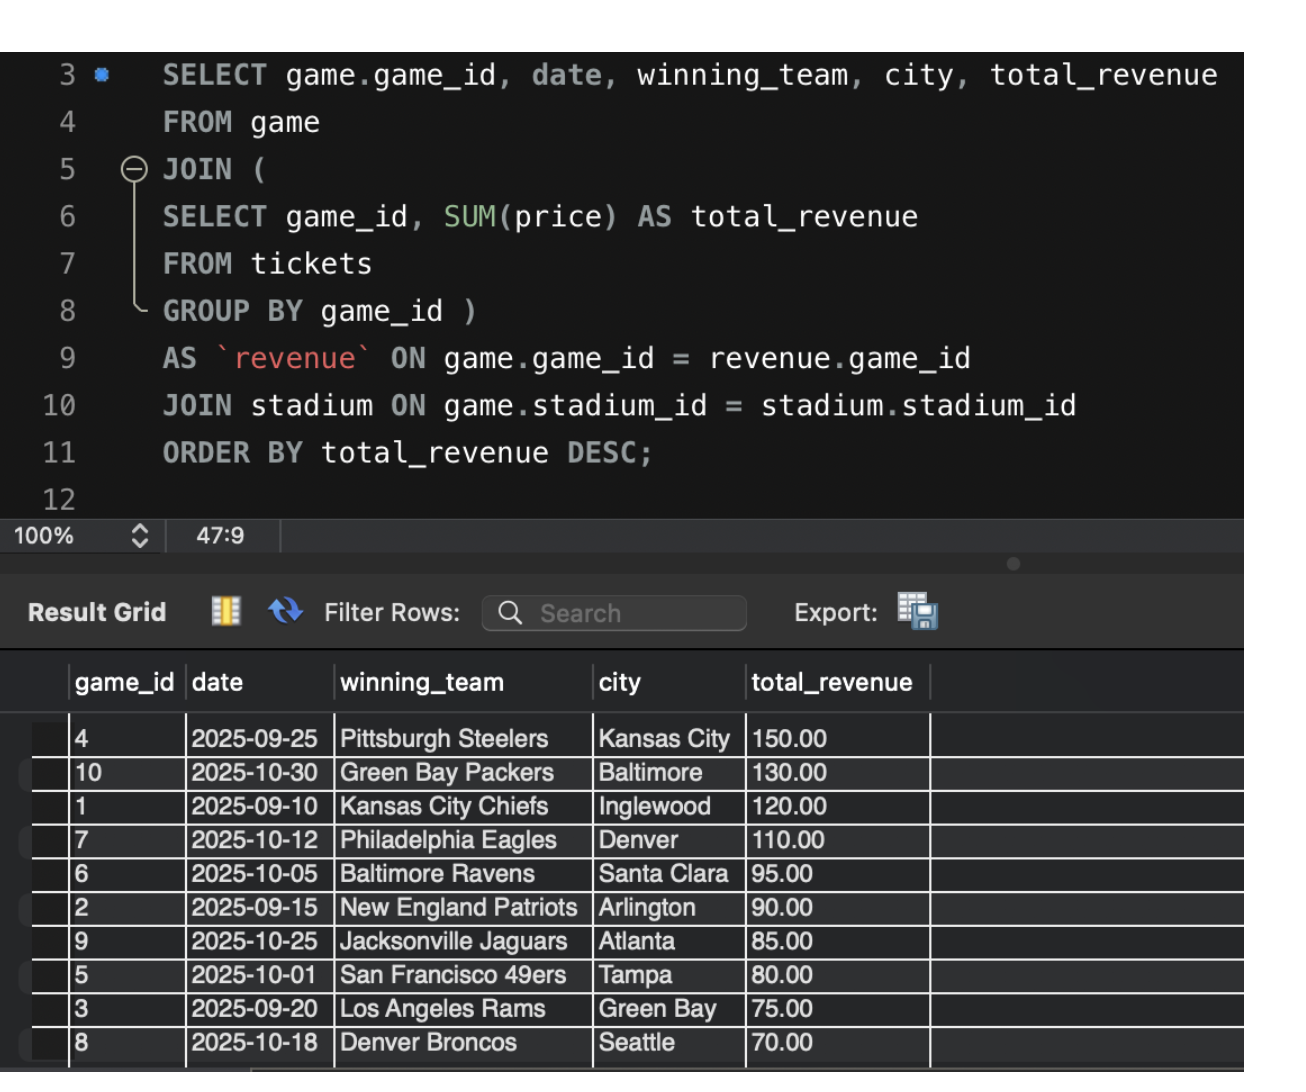 3 SELECT game.game_id, date, winning_team, city, total_revenue
4 FROM game
5 JOIN (
6 SELECT game_id, SUM(price) AS total_revenue
7 FROM tickets
8 GROUP BY game_id )
9 AS `revenue` ON game.game_id = revenue.game_id
10 JOIN stadium ON game.stadium_id = stadium.stadium_id
11 ORDER BY total_revenue DESC;
12
100% 47:9
Result Grid Filter Rows: Search Export:
game_id date winning_team city total_revenue
4 2025-09-25 Pittsburgh Steelers Kansas City 150.00
10 2025-10-30 Green Bay Packers Baltimore 130.00
1 2025-09-10 Kansas City Chiefs Inglewood 120.00
7 2025-10-12 Philadelphia Eagles Denver 110.00
6 2025-10-05 Baltimore Ravens Santa Clara 95.00
2 2025-09-15 New England Patriots Arlington 90.00
9 2025-10-25 Jacksonville Jaguars Atlanta 85.00
5 2025-10-01 San Francisco 49ers Tampa 80.00
3 2025-09-20 Los Angeles Rams Green Bay 75.00
8 2025-10-18 Denver Broncos Seattle 70.00